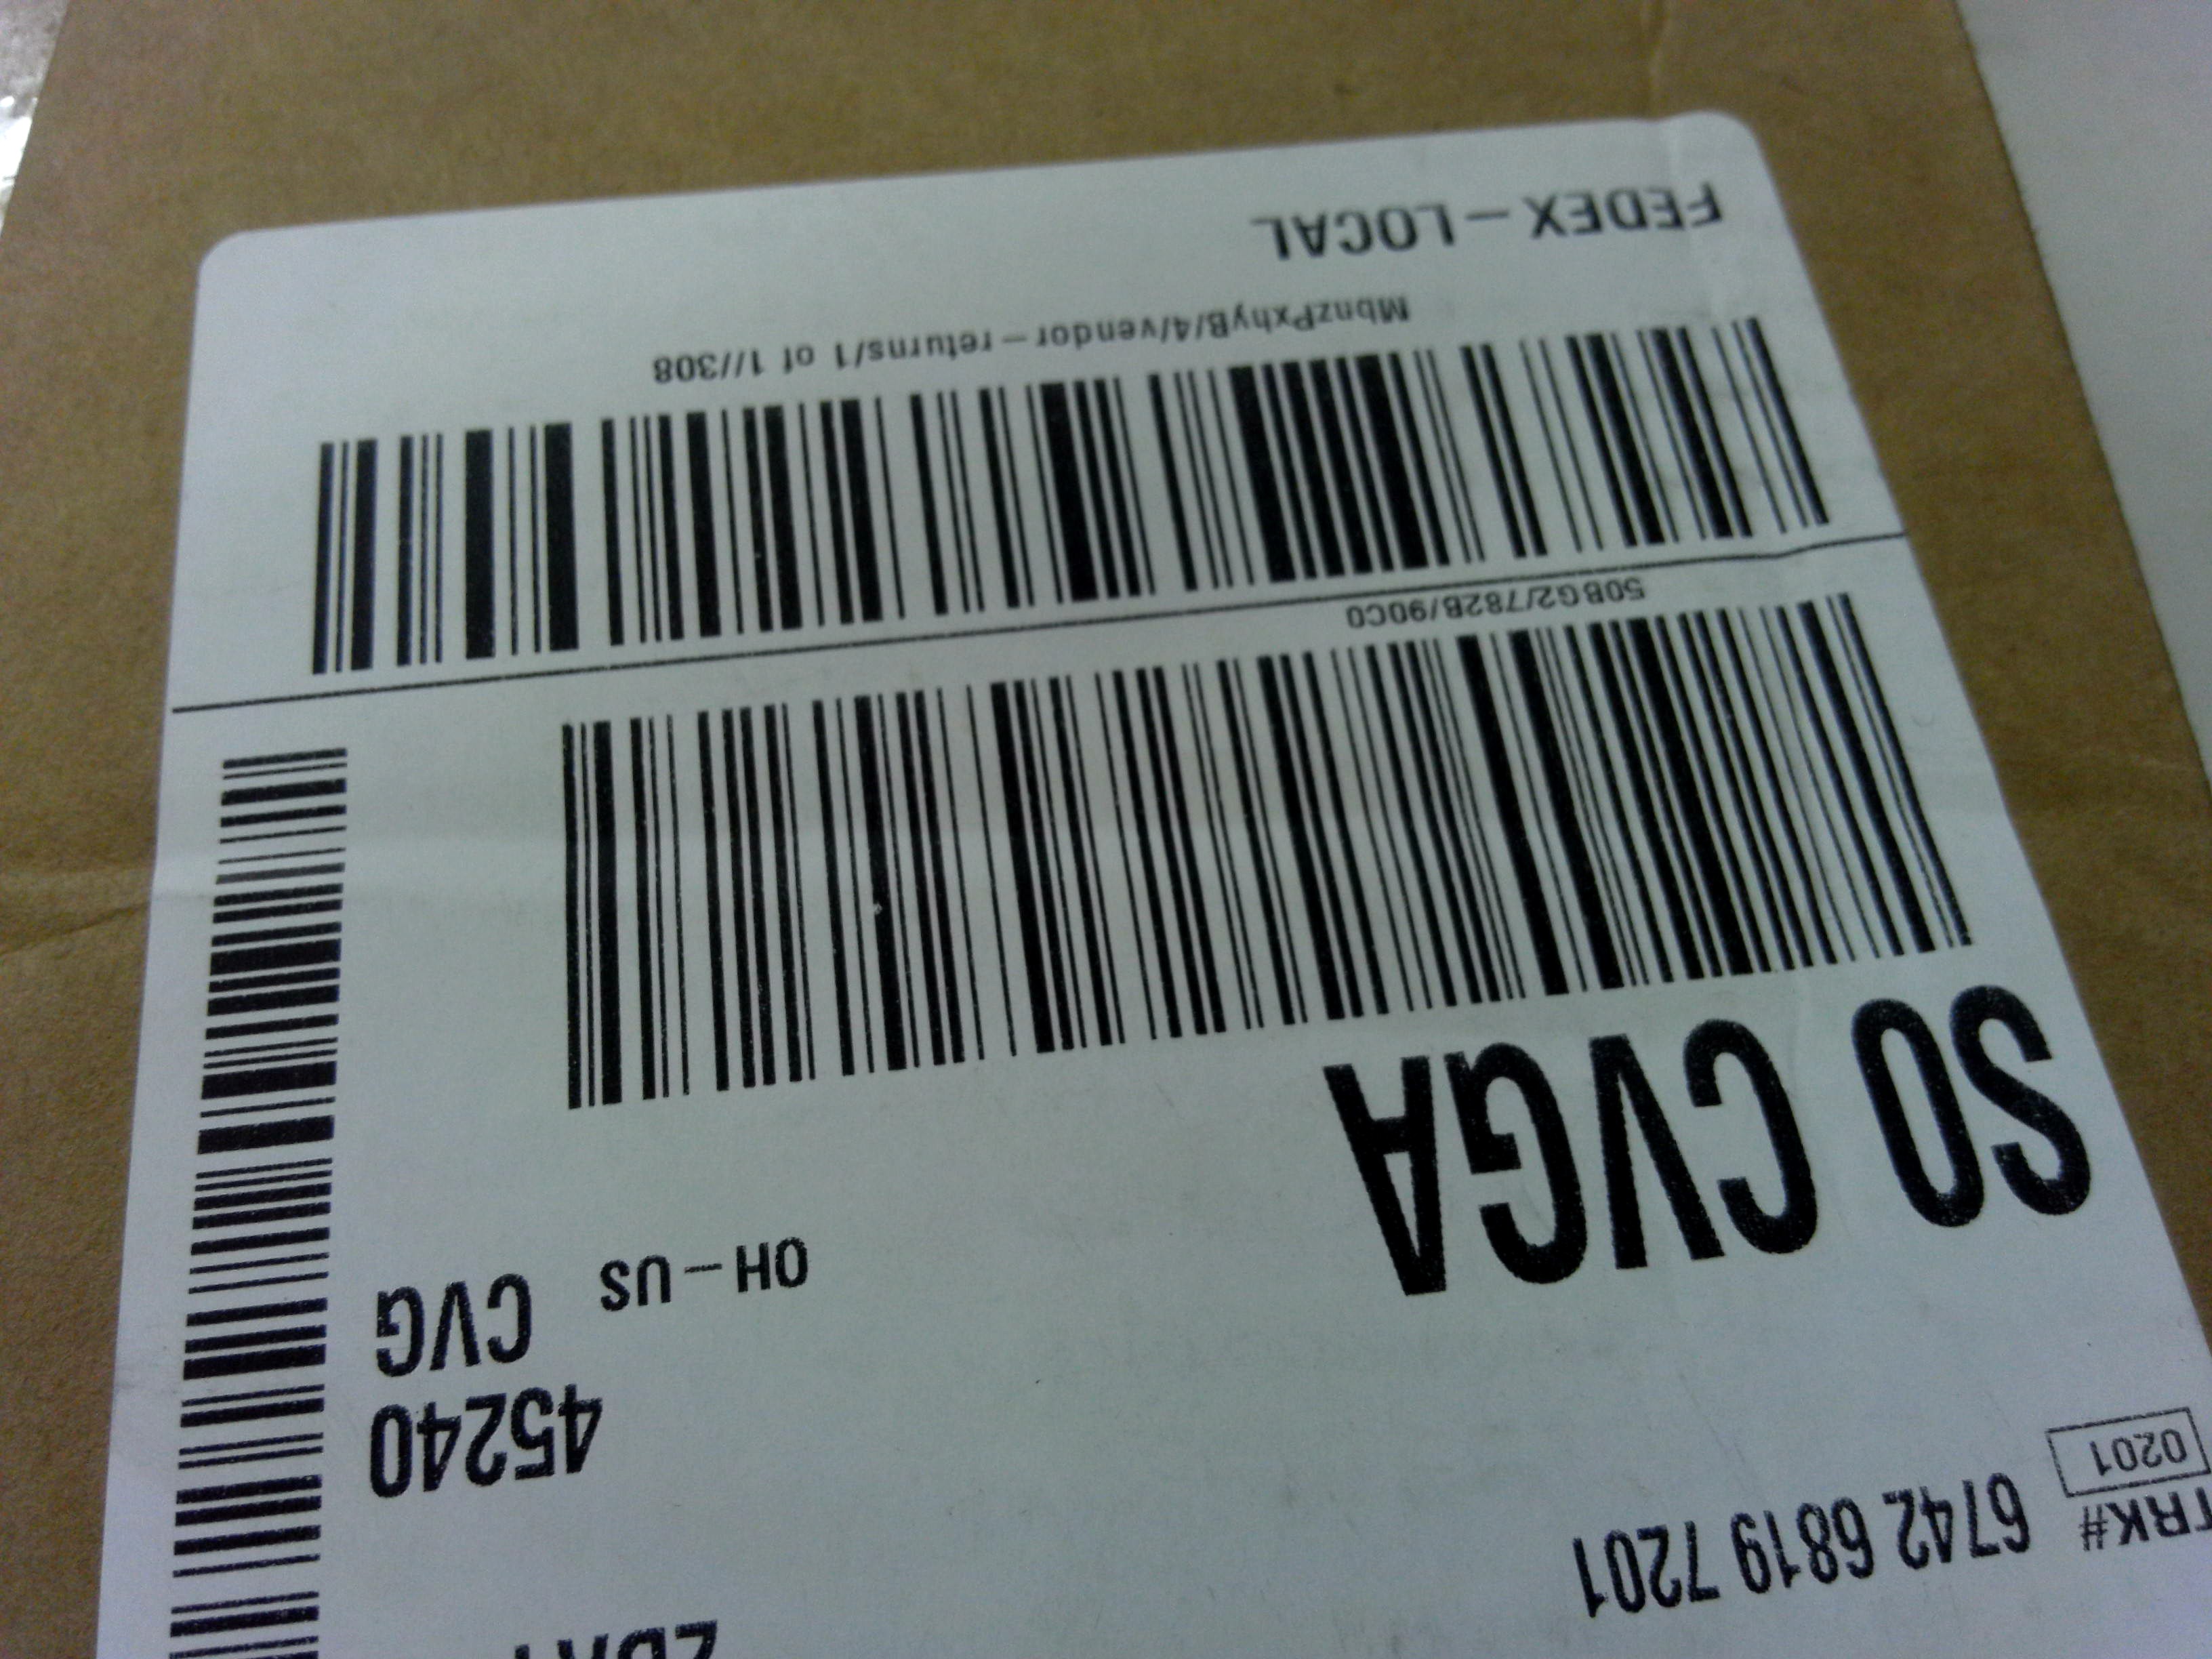 TRK# 6742 6819 7201
0201
45240
OH-US CVG
SO CVGA
50BG2/782B/90C0
MbnzPxhyB/4/vendor-returns/1 of 1//308
FEDEX-LOCAL